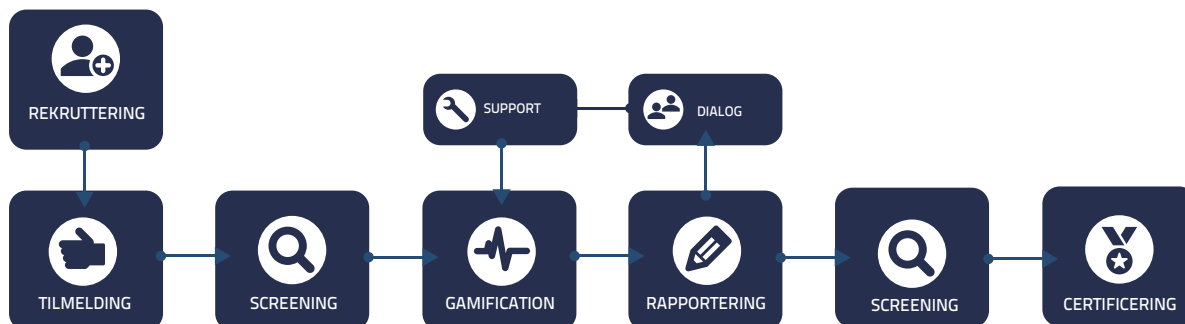 REKRUTTERING
SUPPORT
DIALOG
TILMELDING
SCREENING
GAMIFICATION
RAPPORTERING
SCREENING
CERTIFICERING